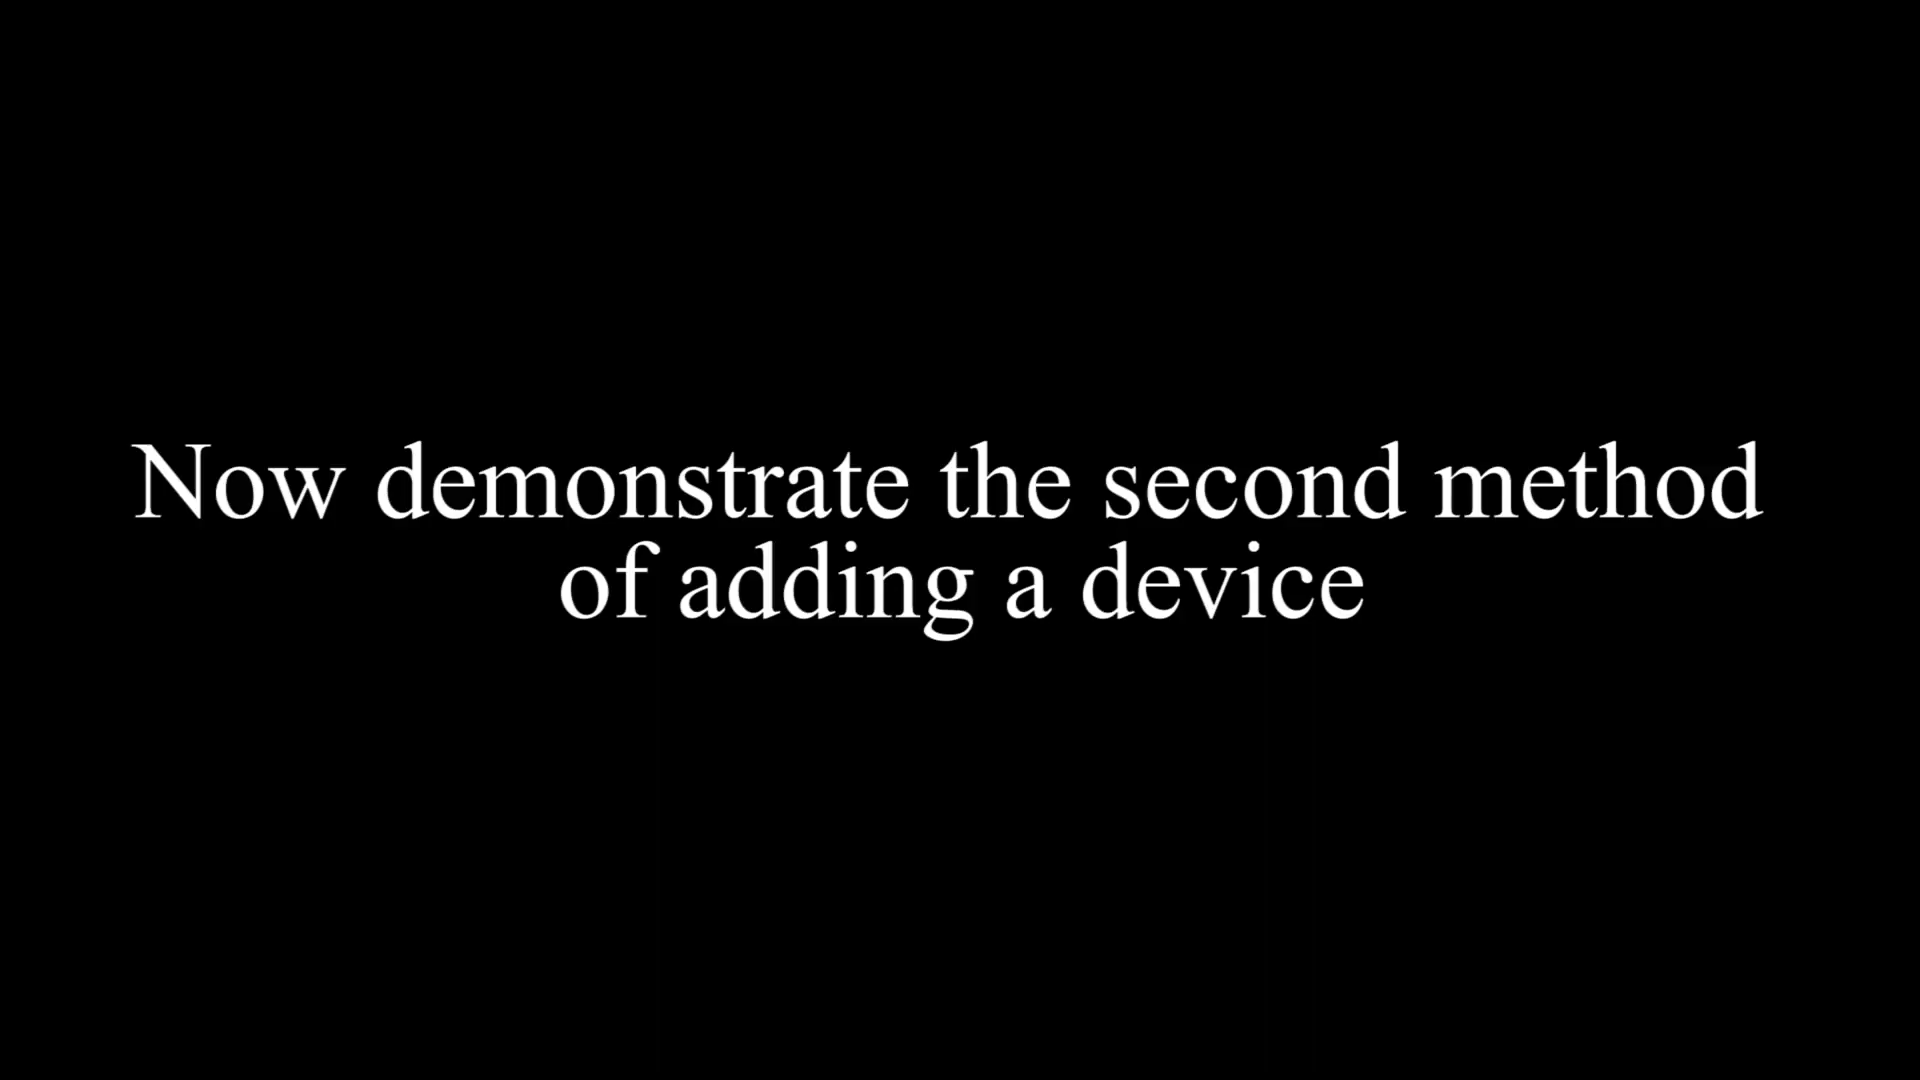 Now demonstrate the second method
of adding a device